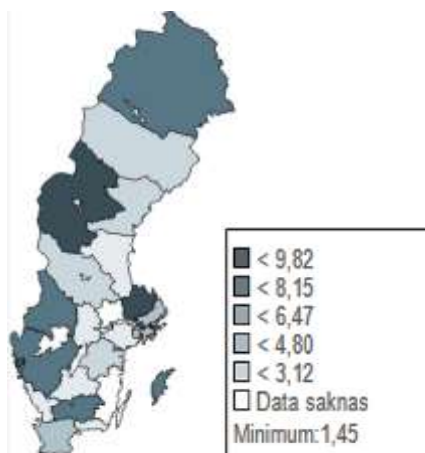 < 9,82
< 8,15
< 6,47
< 4,80
< 3,12
Data saknas
Minimum:1,45